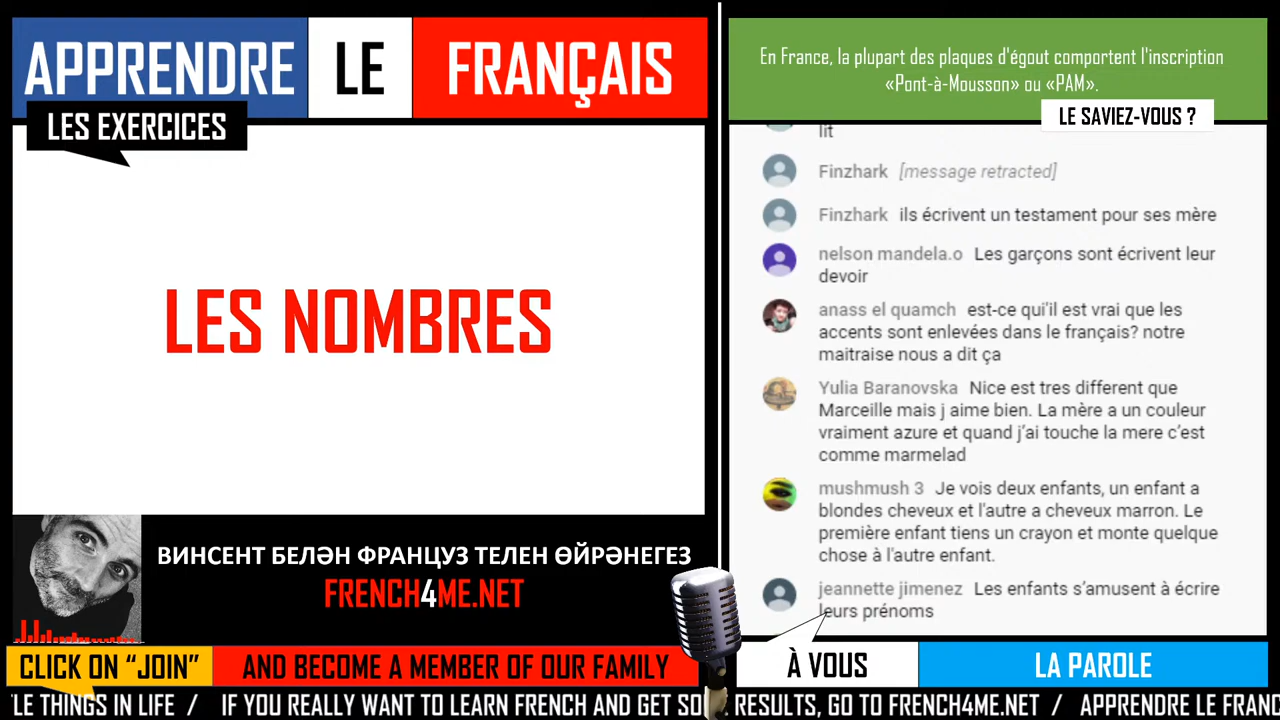 APPRENDRE LE FRANÇAIS
LES EXERCICES
LES NOMBRES
ВИНСЕНТ БЕЛӘН ФРАНЦУЗ ТЕЛЕН ӨЙРӘНЕГЕЗ
FRENCH4ME.NET
CLICK ON “JOIN” AND BECOME A MEMBER OF OUR FAMILY
En France, la plupart des plaques d'égout comportent l'inscription
«Pont-à-Mousson» ou «PAM».
LE SAVIEZ-VOUS ?
lit
Finzhark [message retracted]
Finzhark ils écrivent un testament pour ses mère
nelson mandela.o Les garçons sont écrivent leur
devoir
anass el quamch est-ce qui'il est vrai que les
accents sont enlevées dans le français? notre
maitraise nous a dit ça
Yulia Baranovska Nice est tres different que
Marceille mais j aime bien. La mère a un couleur
vraiment azure et quand j’ai touche la mere c’est
comme marmelad
mushmush 3 Je vois deux enfants, un enfant a
blondes cheveux et l'autre a cheveux marron. Le
première enfant tiens un crayon et monte quelque
chose à l'autre enfant.
jeannette jimenez Les enfants s’amusent à écrire
leurs prénoms
À VOUS LA PAROLE
LE THINGS IN LIFE / IF YOU REALLY WANT TO LEARN FRENCH AND GET RESULTS, GO TO FRENCH4ME.NET / APPRENDRE LE